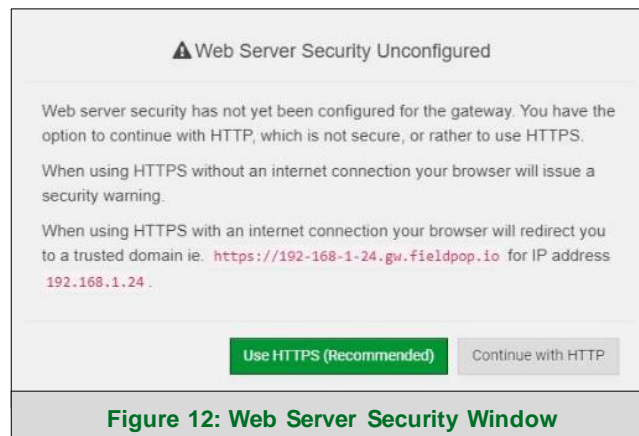 Web Server Security Unconfigured
Web server security has not yet been configured for the gateway. You have the
option to continue with HTTP, which is not secure, or rather to use HTTPS.
When using HTTPS without an internet connection your browser will issue a
security warning.
When using HTTPS with an internet connection your browser will redirect you
to a trusted domain ie. https://192-168-1-24.gw.fieldpop.io for IP address
192.168.1.24 .
Use HTTPS (Recommended) Continue with HTTP
Figure 12: Web Server Security Window